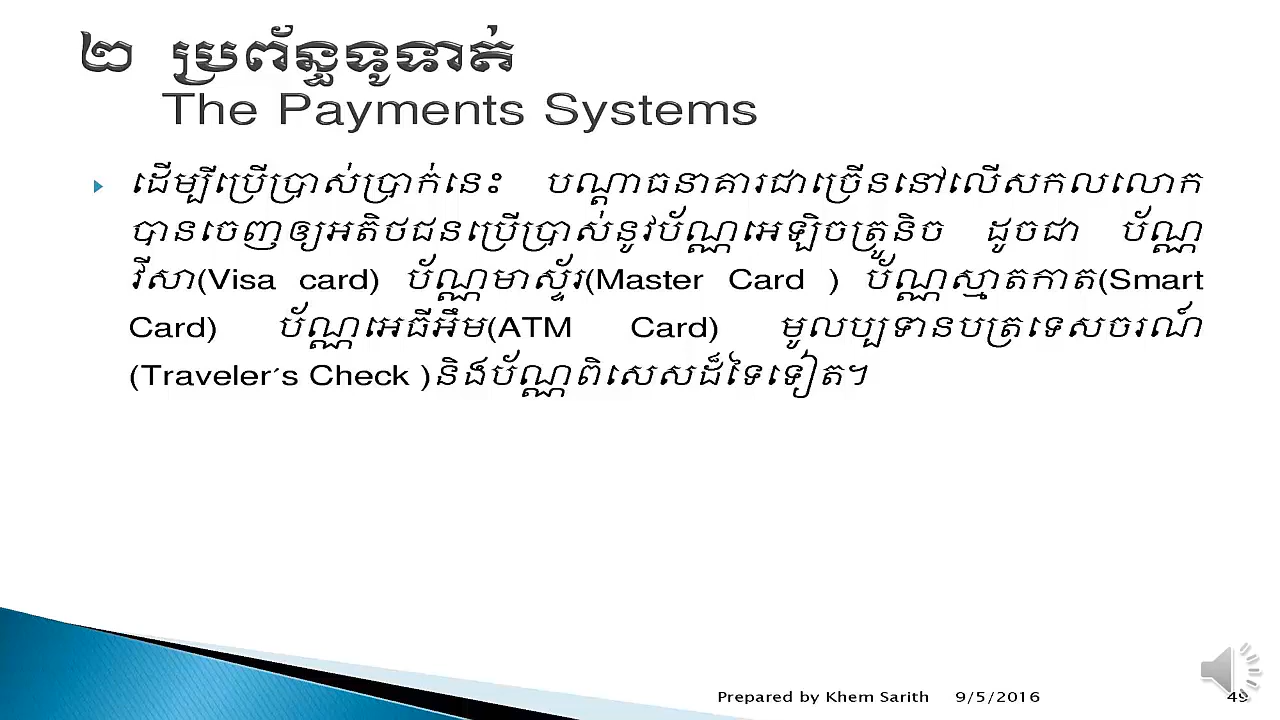 ២ ប្រព័ន្ធទូទាត់
The Payments Systems
ដើម្បីប្រើប្រាស់ប្រាក់នេះ បណ្តាធនាគារជាច្រើននៅលើសកលលោក
បានចេញឲ្យអតិថជនប្រើប្រាស់នូវប័ណ្ណអេឡិចត្រូនិច ដូចជា ប័ណ្ណ
វីសា(Visa card) ប័ណ្ណមាស្ទ័រ(Master Card ) ប័ណ្ណស្មាតកាត(Smart
Card) ប័ណ្ណអេធីអឹម(ATM Card) មូលប្បទានបត្រទេសចរណ៍
(Traveler´s Check )និងប័ណ្ណពិសេសដ៏ទៃទៀត។
Prepared by Khem Sarith 9/5/2016 49